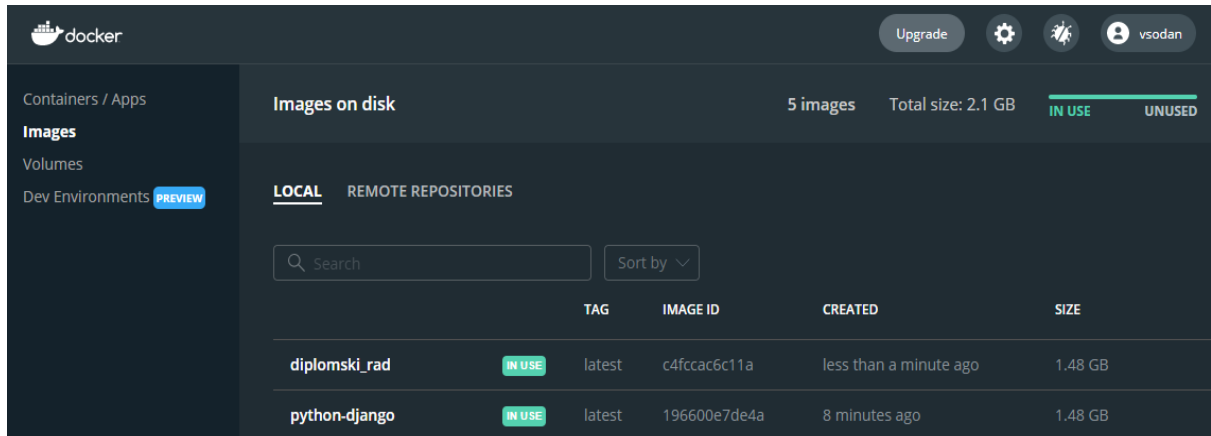 docker
Upgrade
vsodan
Containers / Apps
Images
Volumes
Dev Environments PREVIEW
Images on disk
5 images
Total size: 2.1 GB
IN USE
UNUSED
LOCAL
REMOTE REPOSITORIES
Search
Sort by
TAG IMAGE ID CREATED SIZE
diplomski_rad IN USE latest c4fccac6c11a less than a minute ago 1.48 GB
python-django IN USE latest 196600e7de4a 8 minutes ago 1.48 GB